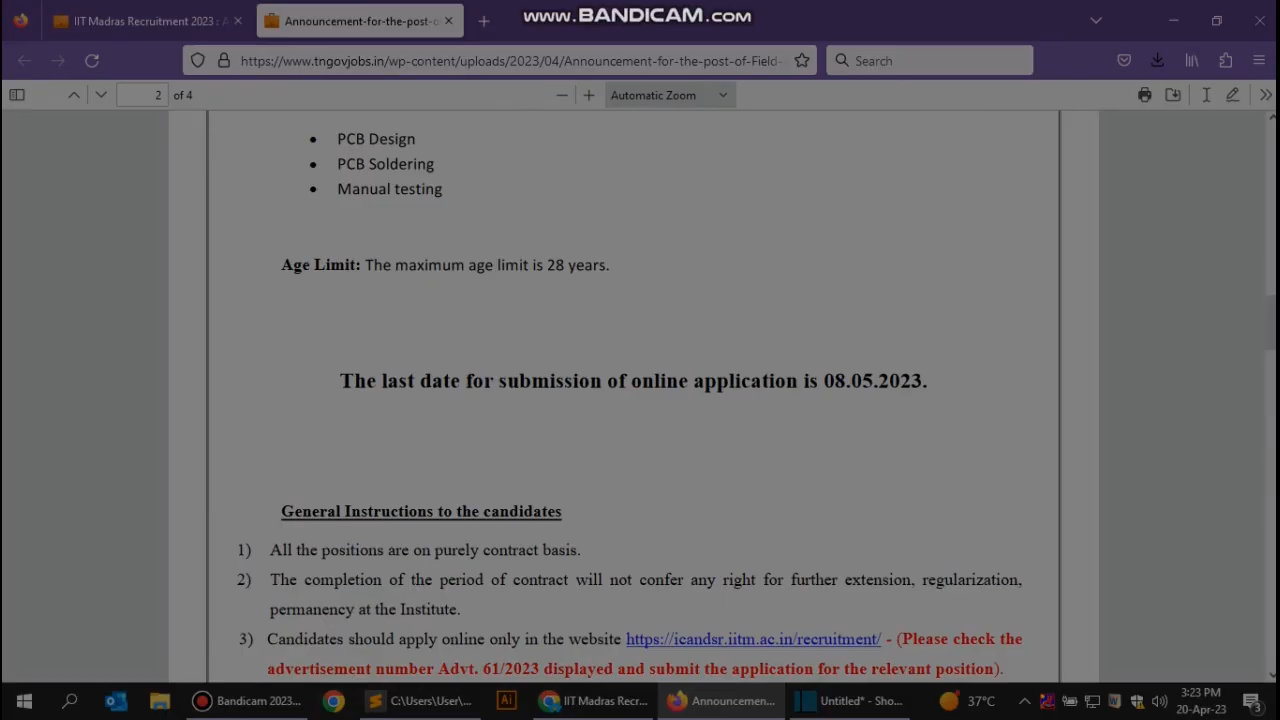 www.BANDICAM.com
IIT Madras Recruitment 2023 : A
Announcement-for-the-post-o
https://www.tngovjobs.in/wp-content/uploads/2023/04/Announcement-for-the-post-of-Field-
Search
2 of 4
Automatic Zoom
• PCB Design
• PCB Soldering
• Manual testing
Age Limit: The maximum age limit is 28 years.
The last date for submission of online application is 08.05.2023.
General Instructions to the candidates
1) All the positions are on purely contract basis.
2) The completion of the period of contract will not confer any right for further extension, regularization,
permanency at the Institute.
3) Candidates should apply online only in the website https://icandsr.iitm.ac.in/recruitment/ - (Please check the
advertisement number Advt. 61/2023 displayed and submit the application for the relevant position).
Bandicam 2023...
C:\Users\User\...
Ai
IIT Madras Recru...
Announcemen...
Untitled* - Sho...
37°C
3:23 PM
20-Apr-23
3